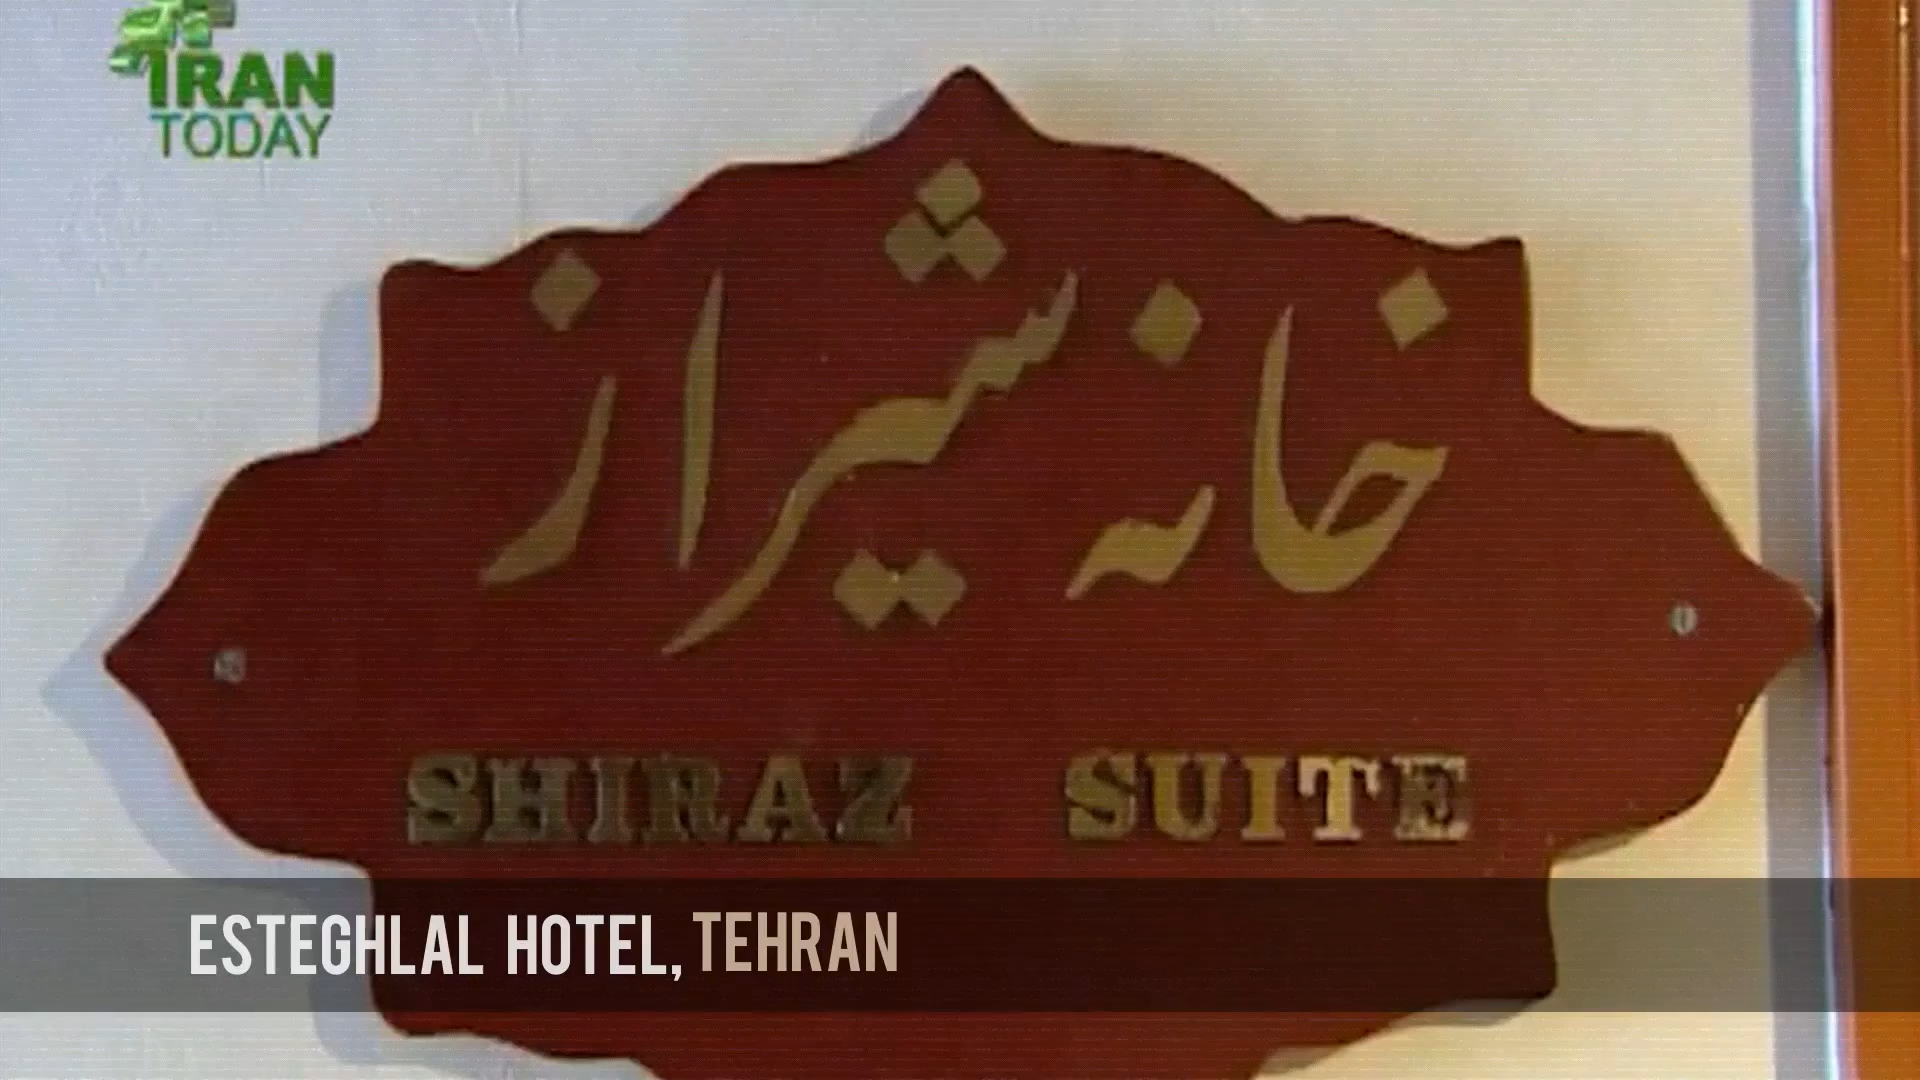 IRAN
TODAY
خانه شیراز
SHIRAZ SUITE
ESTEGHLAL HOTEL, TEHRAN